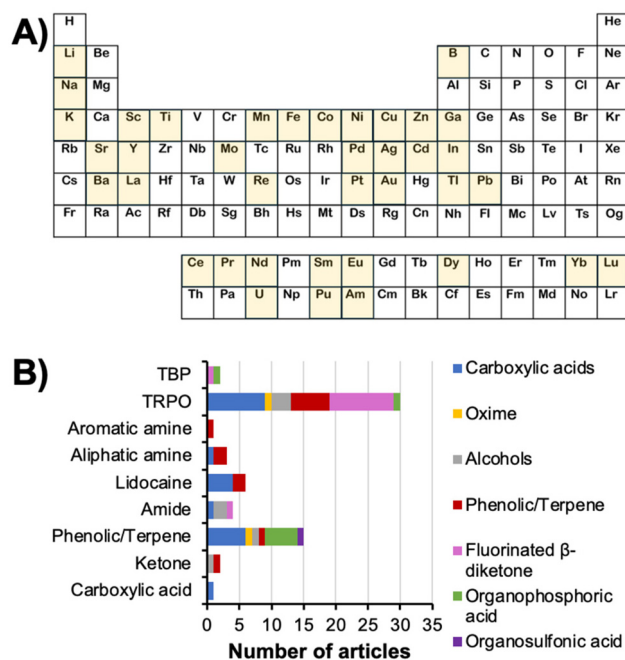 A)
H He
Li Be B C N O F Ne
Na Mg Al Si P S Cl Ar
K Ca Sc Ti V Cr Mn Fe Co Ni Cu Zn Ga Ge As Se Br Kr
Rb Sr Y Zr Nb Mo Tc Ru Rh Pd Ag Cd In Sn Sb Te I Xe
Cs Ba La Hf Ta W Re Os Ir Pt Au Hg Tl Pb Bi Po At Rn
Fr Ra Ac Rf Db Sg Bh Hs Mt Ds Rg Cn Nh Fl Mc Lv Ts Og
Ce Pr Nd Pm Sm Eu Gd Tb Dy Ho Er Tm Yb Lu
Th Pa U Np Pu Am Cm Bk Cf Es Fm Md No Lr
B)
TBP
TRPO
Aromatic amine
Aliphatic amine
Lidocaine
Amide
Phenolic/Terpene
Ketone
Carboxylic acid
0 5 10 15 20 25 30 35
Number of articles
Carboxylic acids
Oxime
Alcohols
Phenolic/Terpene
Fluorinated β-
diketone
Organophosphoric
acid
Organosulfonic acid